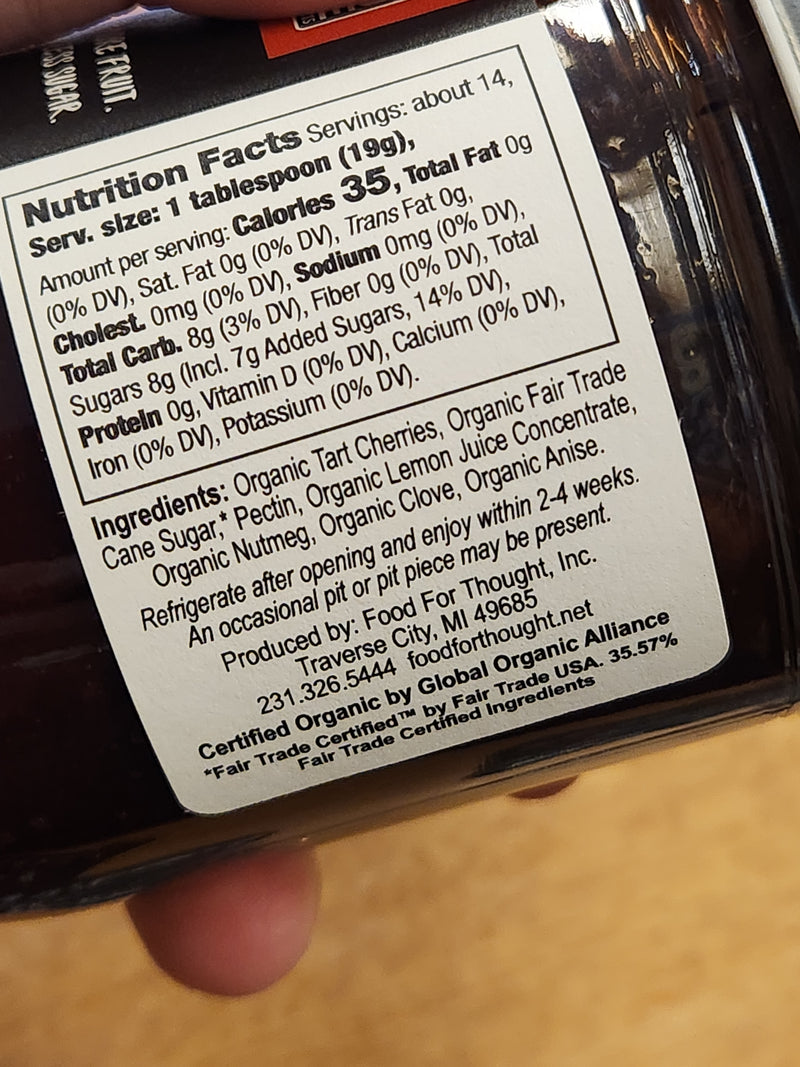 E FRUIT.
SS SUGAR.
Nutrition Facts Servings: about 14,
Serv. size: 1 tablespoon (19g),
Amount per serving: Calories 35, Total Fat 0g
(0% DV), Sat. Fat 0g (0% DV), Trans Fat 0g,
Cholest. 0mg (0% DV), Sodium 0mg (0% DV),
Total Carb. 8g (3% DV), Fiber 0g (0% DV), Total
Sugars 8g (Incl. 7g Added Sugars, 14% DV),
Protein 0g, Vitamin D (0% DV), Calcium (0% DV),
Iron (0% DV), Potassium (0% DV).
Ingredients: Organic Tart Cherries, Organic Fair Trade
Cane Sugar,* Pectin, Organic Lemon Juice Concentrate,
Organic Nutmeg, Organic Clove, Organic Anise.
Refrigerate after opening and enjoy within 2-4 weeks.
An occasional pit or pit piece may be present.
Produced by: Food For Thought, Inc.
Traverse City, MI 49685
231.326.5444 foodforthought.net
Certified Organic by Global Organic Alliance
*Fair Trade Certified™ by Fair Trade USA. 35.57%
Fair Trade Certified Ingredients